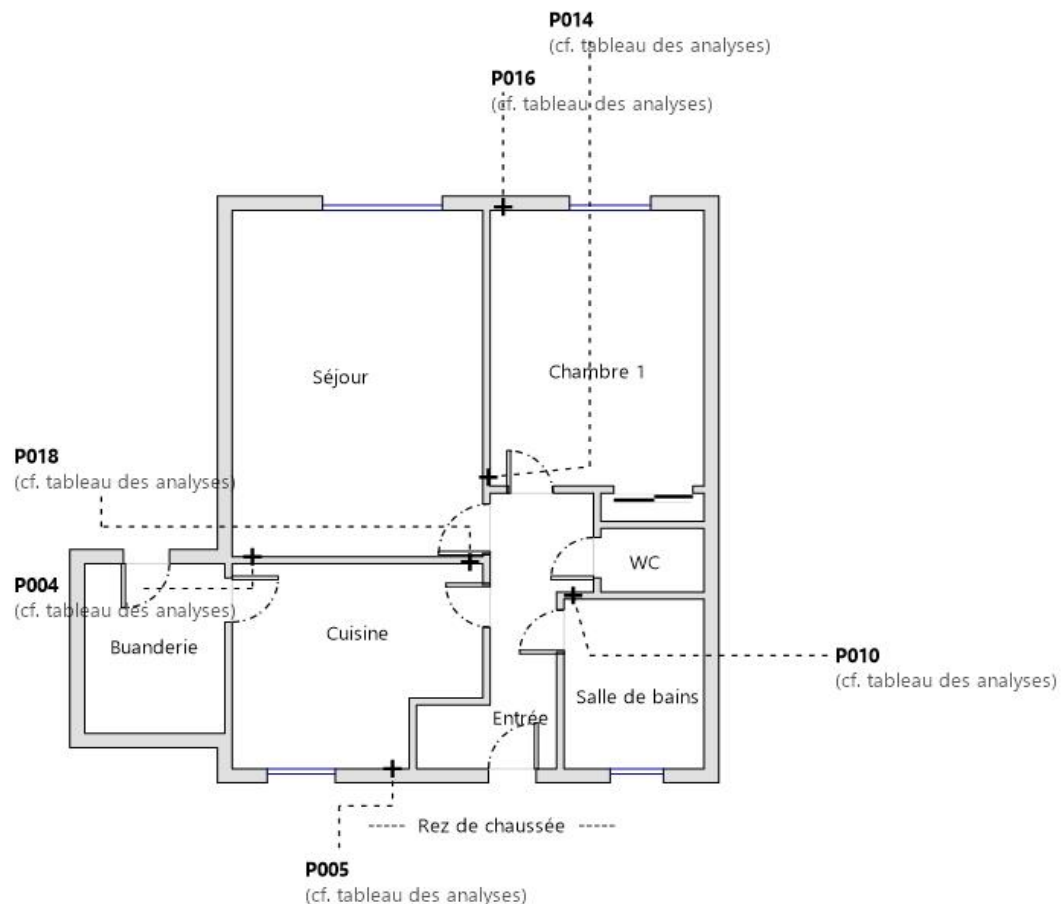 P014
(cf. tableau des analyses)
P016
(cf. tableau des analyses)
Séjour
Chambre 1
P018
(cf. tableau des analyses)
WC
P004
(cf. tableau des analyses)
Buanderie
Cuisine
P010
(cf. tableau des analyses)
Salle de bains
Entrée
Rez de chaussée
P005
(cf. tableau des analyses)